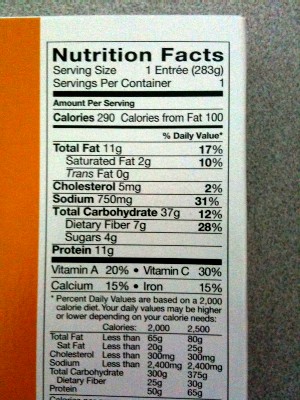 Nutrition Facts
Serving Size 1 Entrée (283g)
Servings Per Container 1
Amount Per Serving
Calories 290 Calories from Fat 100
% Daily Value*
Total Fat 11g 17%
Saturated Fat 2g 10%
Trans Fat 0g
Cholesterol 5mg 2%
Sodium 750mg 31%
Total Carbohydrate 37g 12%
Dietary Fiber 7g 28%
Sugars 4g
Protein 11g
Vitamin A 20% • Vitamin C 30%
Calcium 15% • Iron 15%
* Percent Daily Values are based on a 2,000
calorie diet. Your daily values may be higher
or lower depending on your calorie needs:
Calories: 2,000 2,500
Total Fat Less than 65g 80g
Sat Fat Less than 20g 25g
Cholesterol Less than 300mg 300mg
Sodium Less than 2,400mg 2,400mg
Total Carbohydrate 300g 375g
Dietary Fiber 25g 30g
Protein 50g 65g